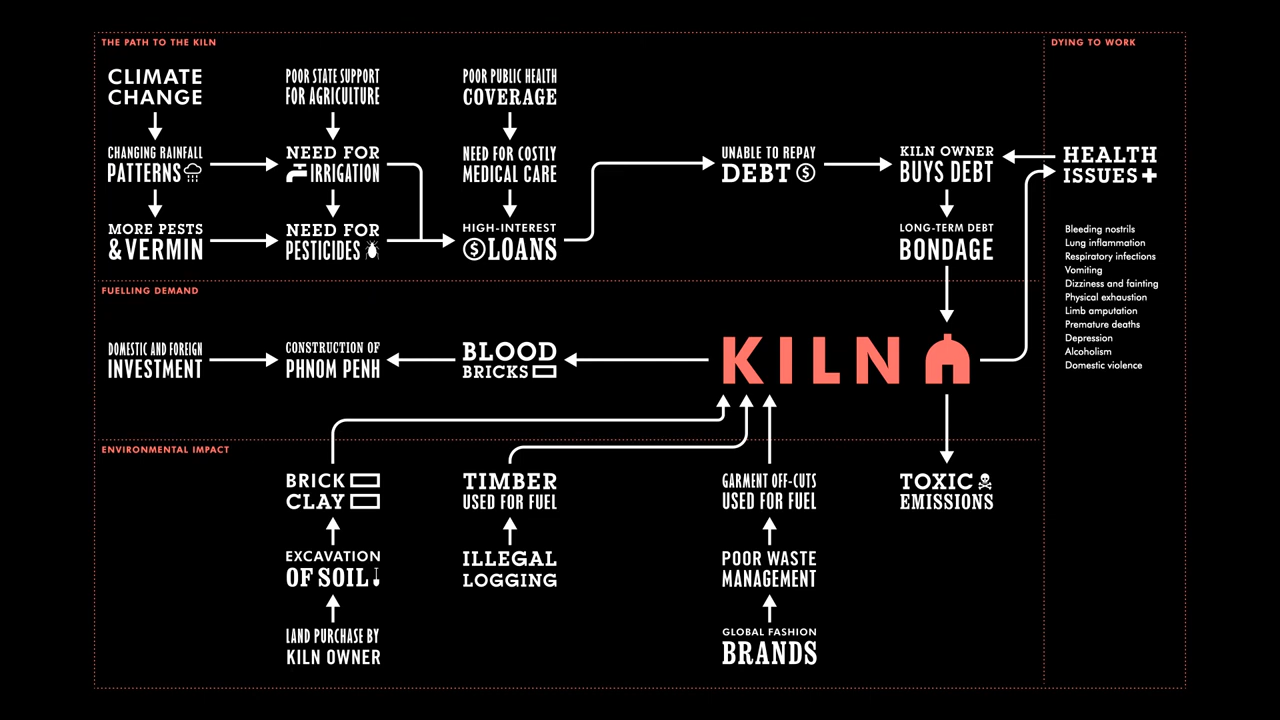 THE PATH TO THE KILN
CLIMATE
CHANGE
POOR STATE SUPPORT
FOR AGRICULTURE
POOR PUBLIC HEALTH
COVERAGE
CHANGING RAINFALL
PATTERNS
NEED FOR
IRRIGATION
NEED FOR COSTLY
MEDICAL CARE
UNABLE TO REPAY
DEBT $
KILN OWNER
BUYS DEBT
MORE PESTS
& VERMIN
NEED FOR
PESTICIDES
HIGH-INTEREST
$ LOANS
LONG-TERM DEBT
BONDAGE
DYING TO WORK
HEALTH
ISSUES
Bleeding nostrils
Lung inflammation
Respiratory infections
Vomiting
Dizziness and fainting
Physical exhaustion
Limb amputation
Premature deaths
Depression
Alcoholism
Domestic violence
FUELLING DEMAND
DOMESTIC AND FOREIGN
INVESTMENT
CONSTRUCTION OF
PHNOM PENH
BLOOD
BRICKS
KILN
ENVIRONMENTAL IMPACT
BRICK
CLAY
TIMBER
USED FOR FUEL
GARMENT OFF-CUTS
USED FOR FUEL
TOXIC
EMISSIONS
EXCAVATION
OF SOIL
ILLEGAL
LOGGING
POOR WASTE
MANAGEMENT
LAND PURCHASE BY
KILN OWNER
GLOBAL FASHION
BRANDS